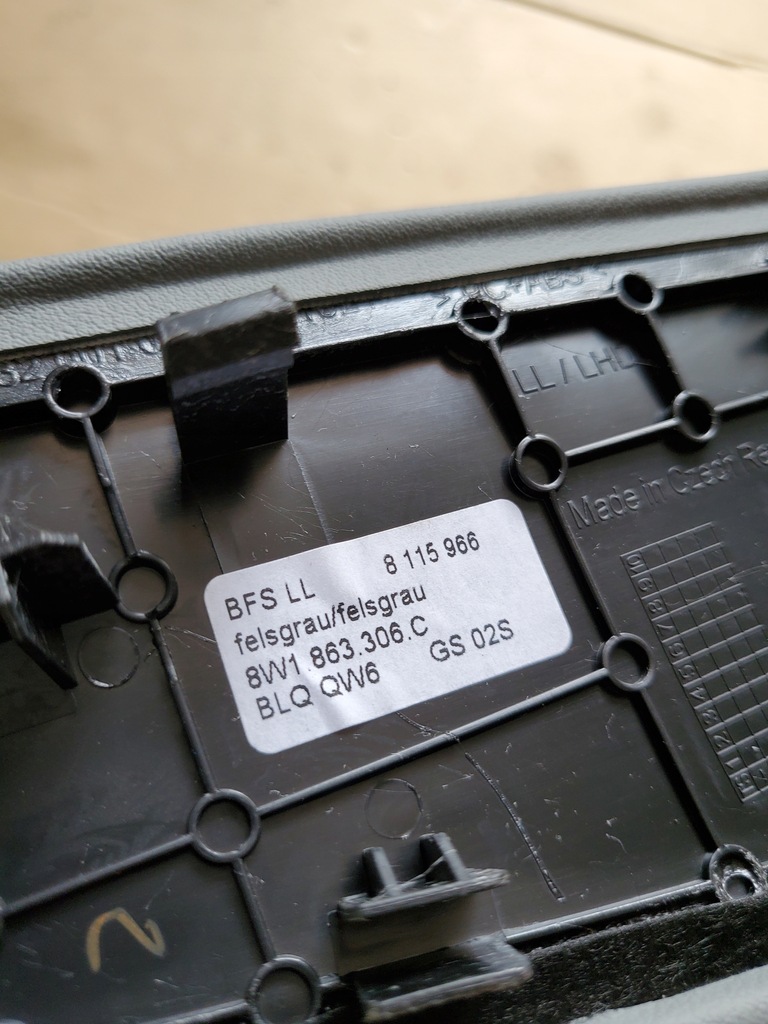 LL / LHD
Made in Czech Re
BFS LL 8 115 966
felsgrau/felsgrau
8W1.863.306.C
BLQ QW6 GS 02S